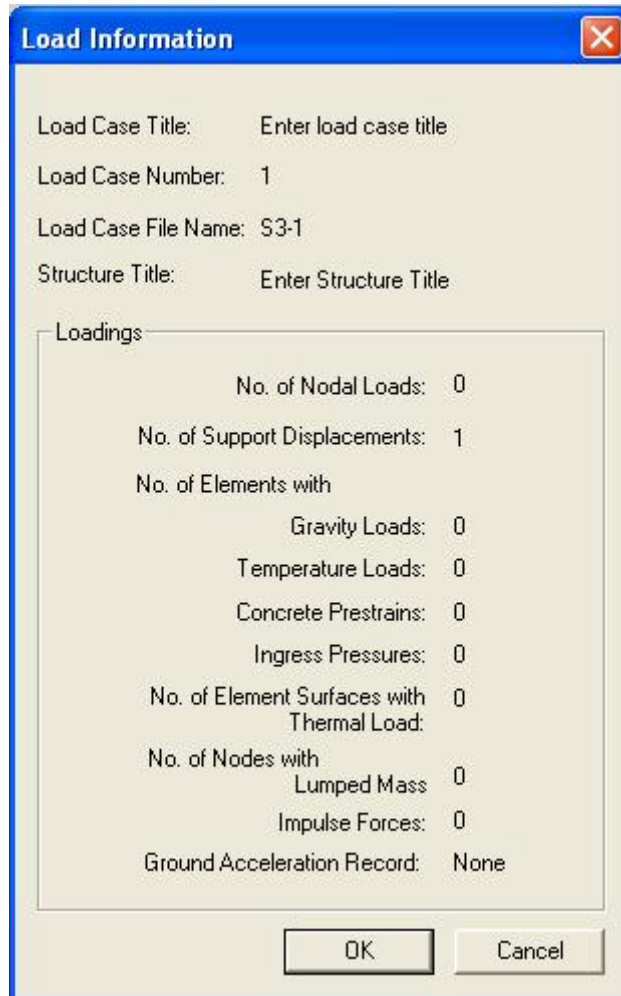 Load Information
Load Case Title: Enter load case title
Load Case Number: 1
Load Case File Name: S3-1
Structure Title: Enter Structure Title
Loadings
No. of Nodal Loads: 0
No. of Support Displacements: 1
No. of Elements with
Gravity Loads: 0
Temperature Loads: 0
Concrete Prestrains: 0
Ingress Pressures: 0
No. of Element Surfaces with 0
Thermal Load:
No. of Nodes with
Lumped Mass 0
Impulse Forces: 0
Ground Acceleration Record: None
OK Cancel